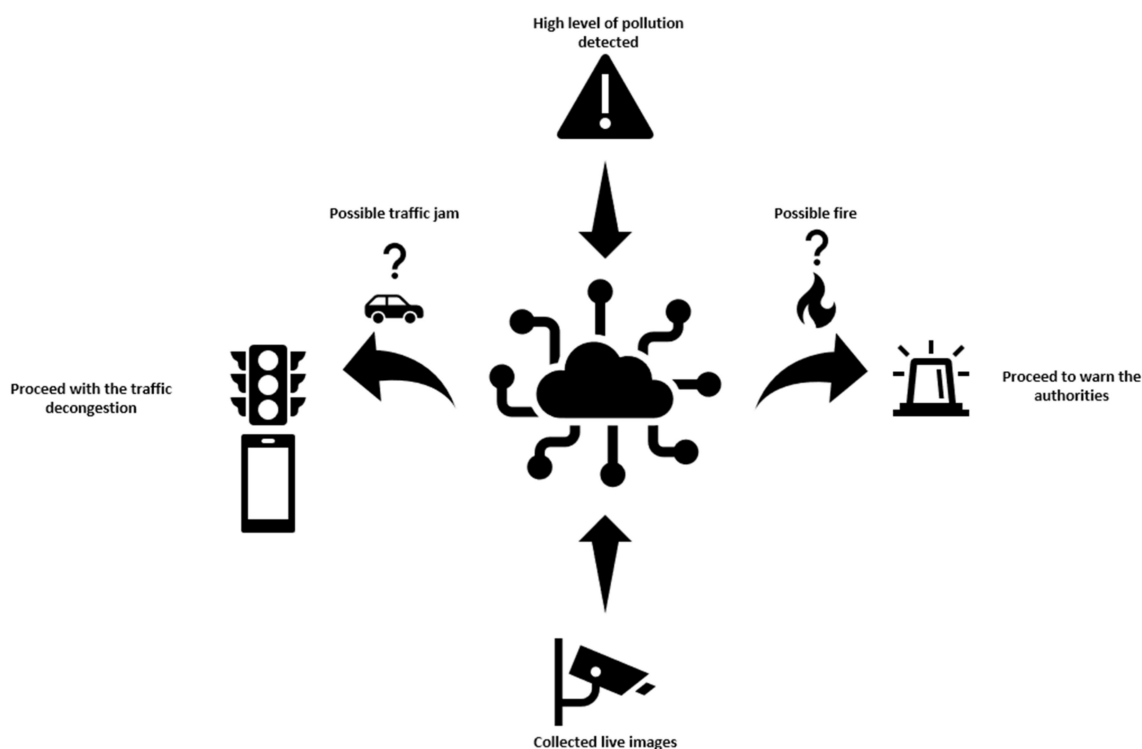 High level of pollution
detected
Possible traffic jam
?
Possible fire
?
Proceed with the traffic
decongestion
Proceed to warn the
authorities
Collected live images